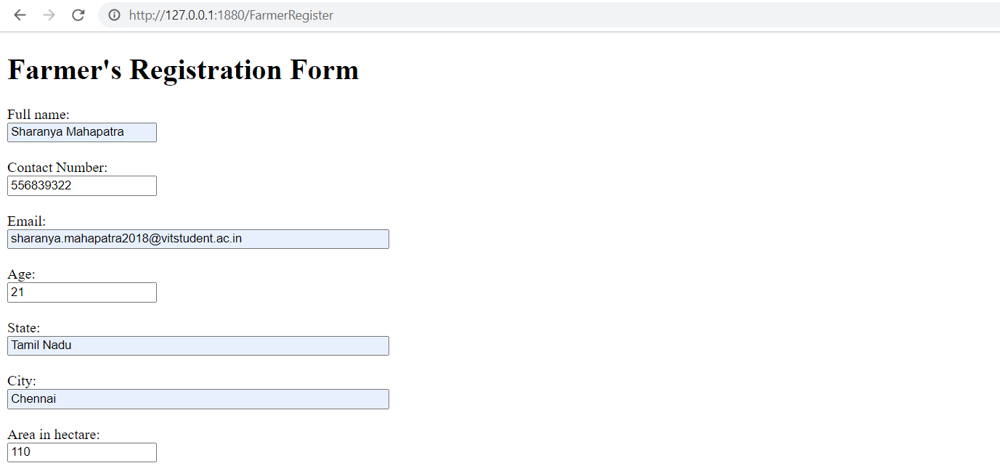 http://127.0.0.1:1880/FarmerRegister
Farmer's Registration Form
Full name:
Sharanya Mahapatra
Contact Number:
556839322
Email:
sharanya.mahapatra2018@vitstudent.ac.in
Age:
21
State:
Tamil Nadu
City:
Chennai
Area in hectare:
110